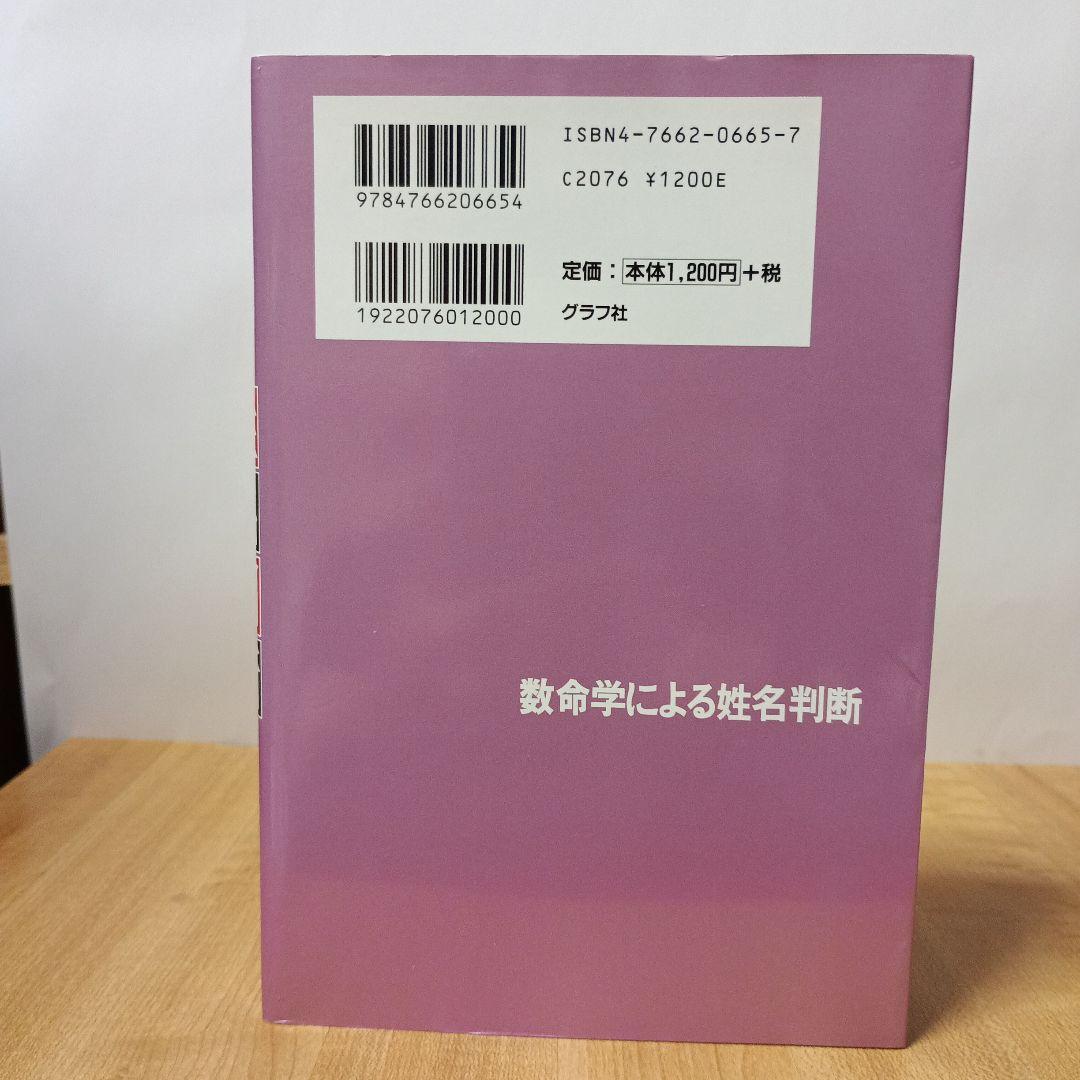 ISBN4-7662-0665-7
C2076 ¥1200E
9784766206654
定価：本体1,200円+税
グラフ社
1922076012000
数命学による姓名判断